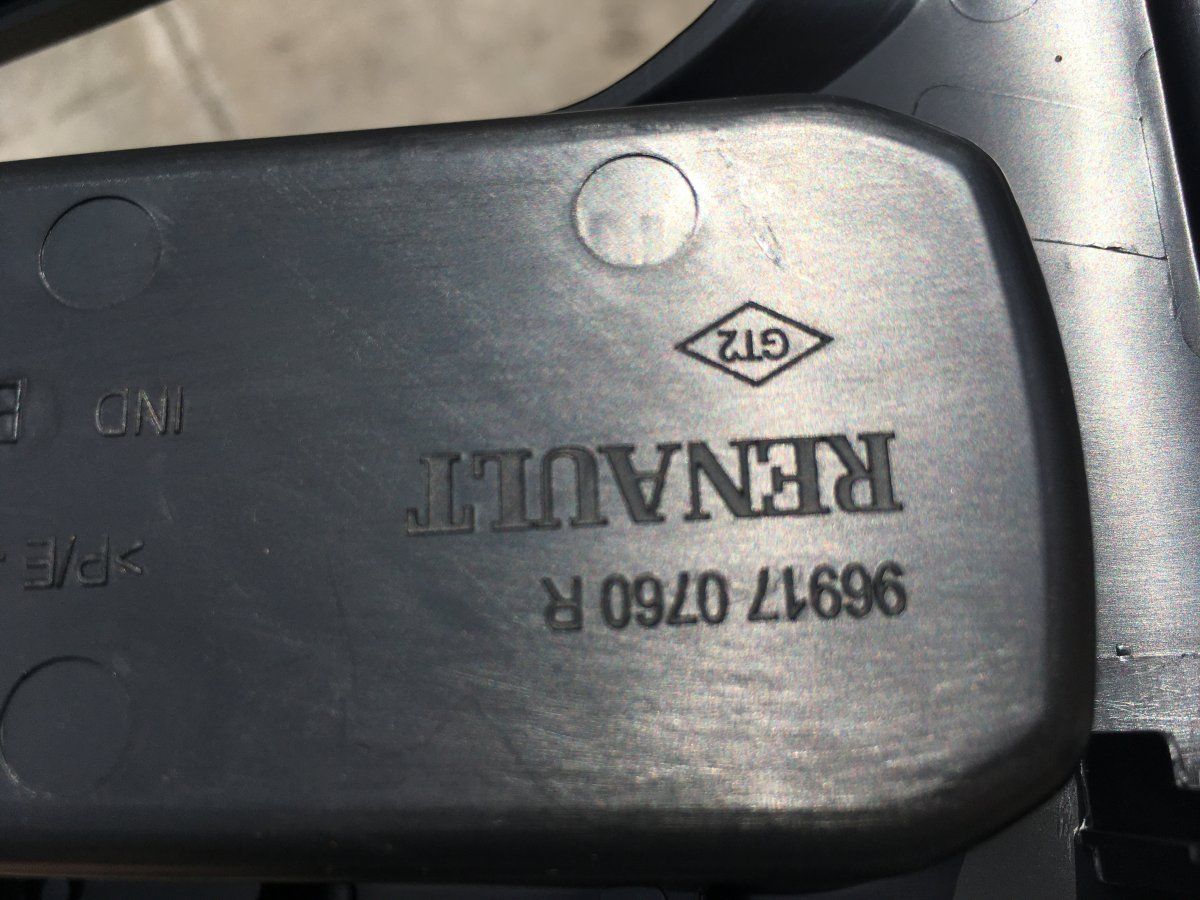 96917 0760 R
RENAULT
GT2
>P/E
IND